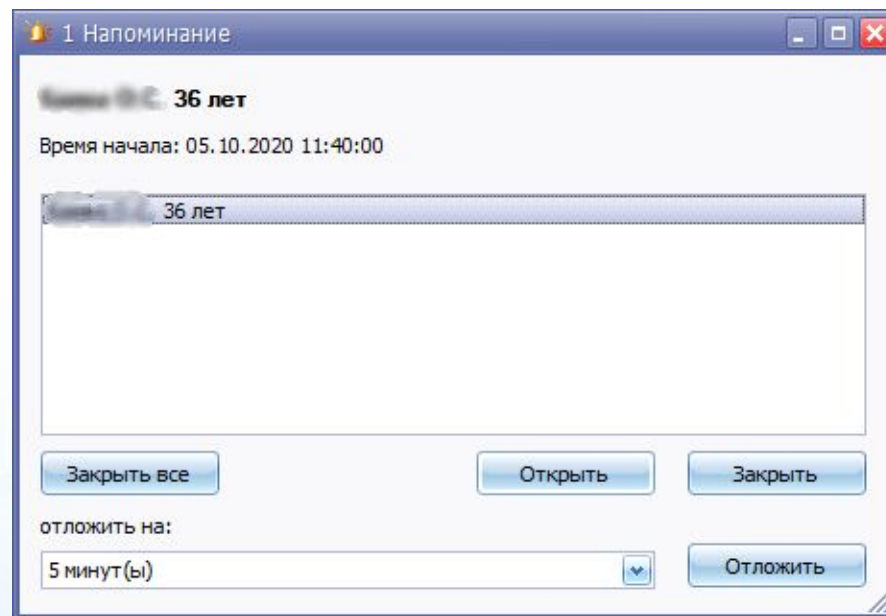 1 Напоминание
36 лет
Время начала: 05.10.2020 11:40:00
36 лет
Закрыть все
Открыть
Закрыть
отложить на:
5 минут(ы)
Отложить